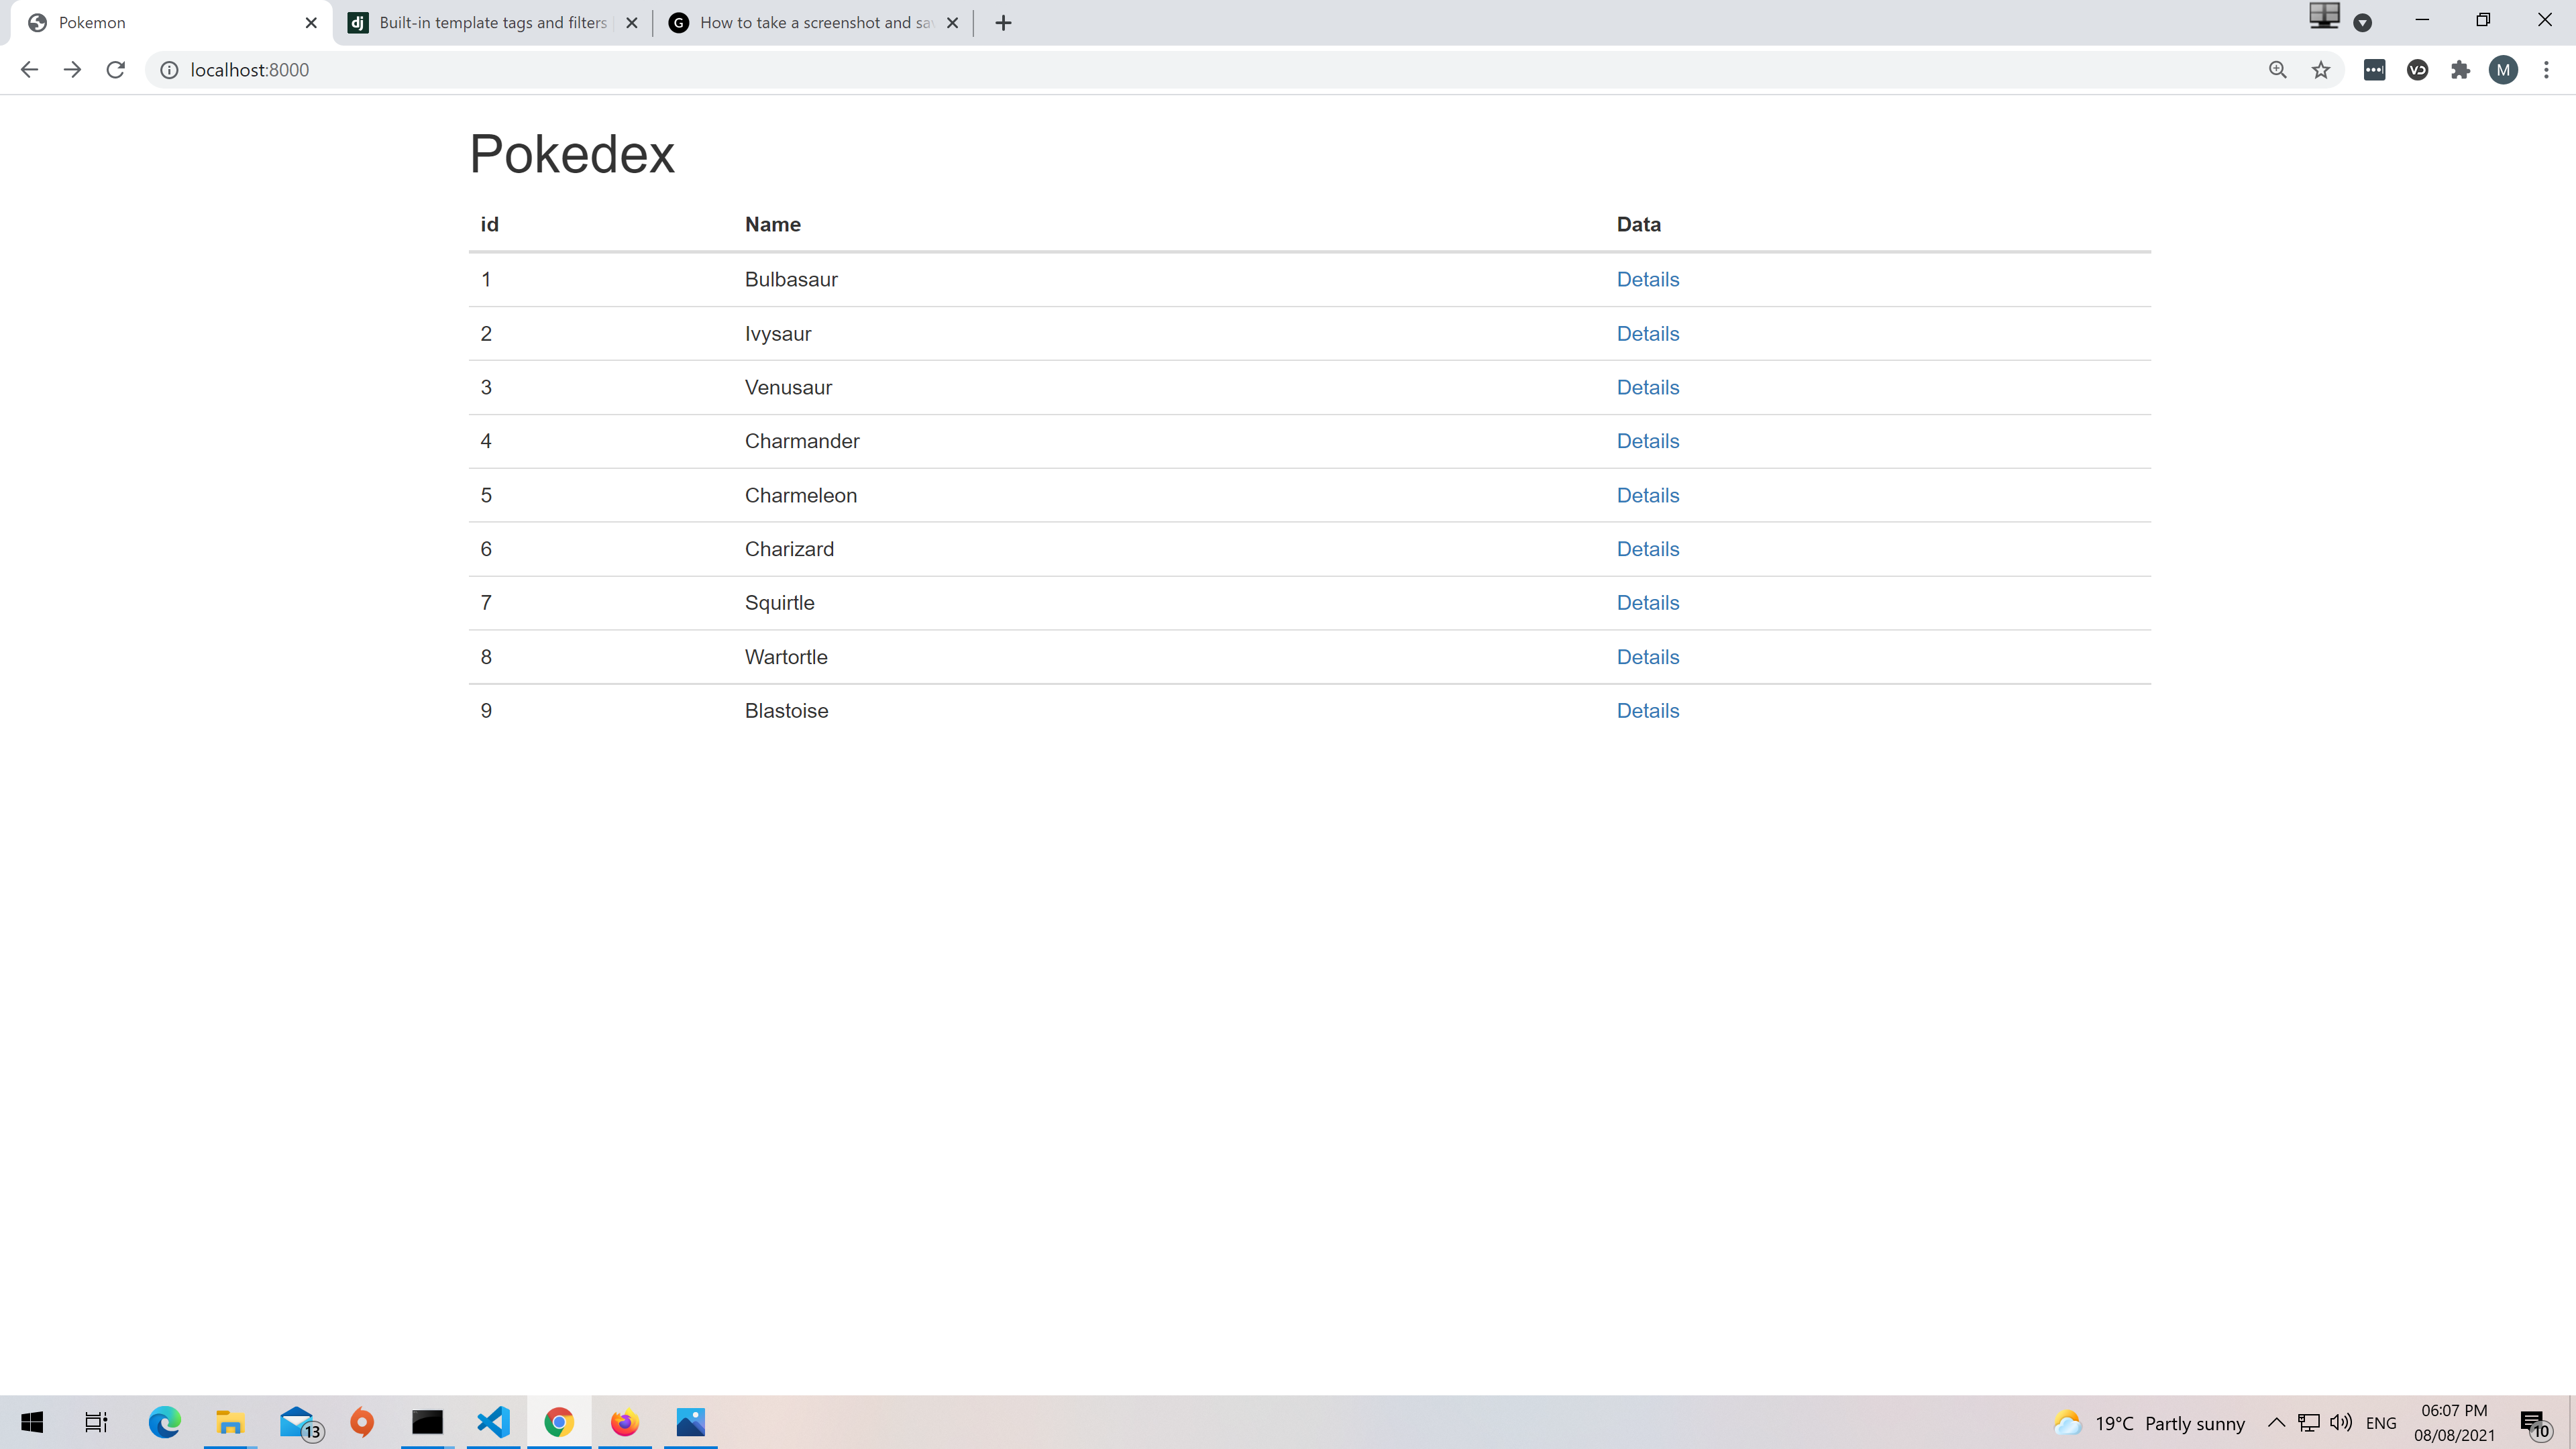 Pokemon
dj Built-in template tags and filters
G How to take a screenshot and sa
localhost:8000
M
Pokedex
id Name Data
1 Bulbasaur Details
2 Ivysaur Details
3 Venusaur Details
4 Charmander Details
5 Charmeleon Details
6 Charizard Details
7 Squirtle Details
8 Wartortle Details
9 Blastoise Details
13
19°C Partly sunny
ENG
06:07 PM
08/08/2021
10